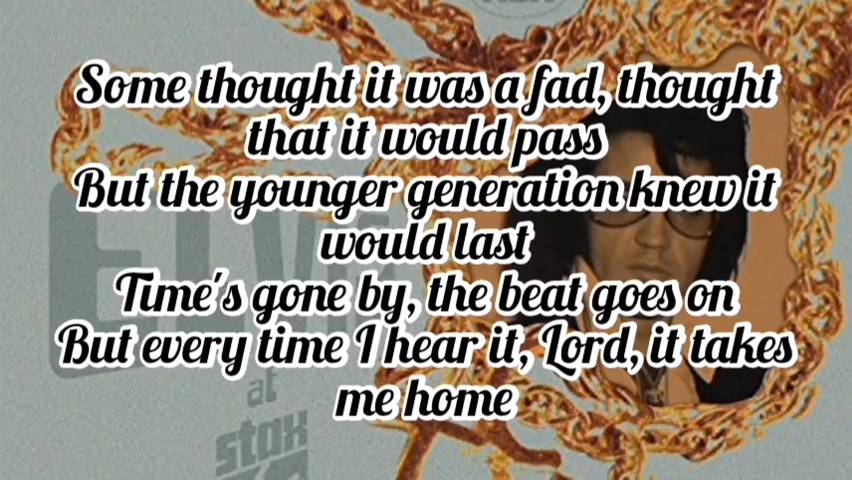 Some thought it was a fad, thought
that it would pass
But the younger generation knew it
would last
Time's gone by, the beat goes on
But every time I hear it, Lord, it takes
me home
ELVIS
at
stax